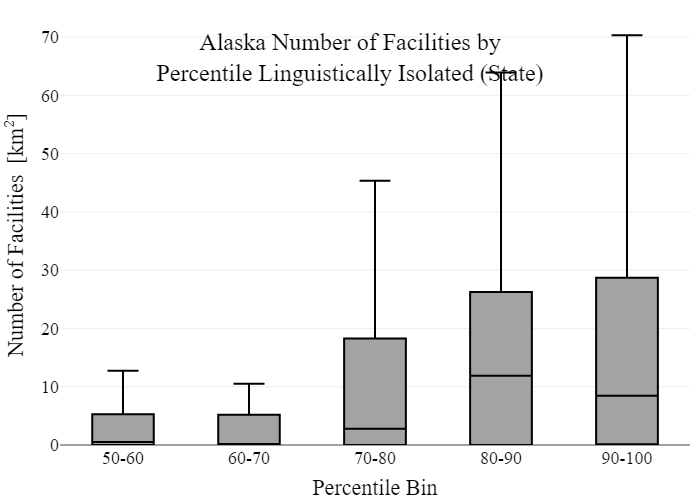 Alaska Number of Facilities by
Percentile Linguistically Isolated (State)
Number of Facilities [km²]
70
60
50
40
30
20
10
0
50-60 60-70 70-80 80-90 90-100
Percentile Bin